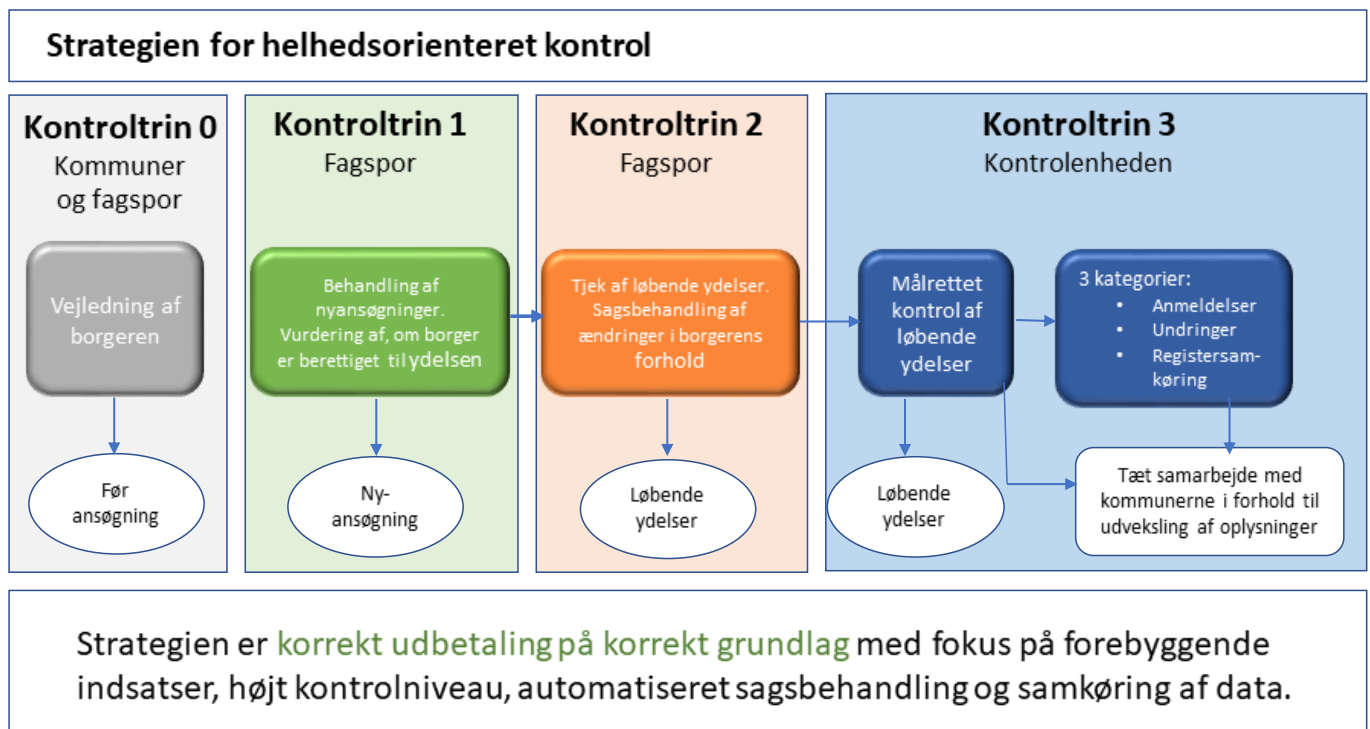 Strategien for helhedsorienteret kontrol
Kontroltrin 0
Kommuner
og fagspor
Vejledning af
borgeren
Før
ansøgning
Kontroltrin 1
Fagspor
Behandling af
nyansøgninger.
Vurdering af, om borger
er berettiget til ydelsen
Ny-
ansøgning
Kontroltrin 2
Fagspor
Tjek af løbende ydelser.
Sagsbehandling af
ændringer i borgerens
forhold
Løbende
ydelser
Kontroltrin 3
Kontrolenheden
Målrettet
kontrol af
løbende
ydelser
Løbende
ydelser
3 kategorier:
• Anmeldelser
• Undringer
• Registersam-
køring
Tæt samarbejde med
kommunerne i forhold til
udveksling af oplysninger
Strategien er korrekt udbetaling på korrekt grundlag med fokus på forebyggende
indsatser, højt kontrolniveau, automatiseret sagsbehandling og samkøring af data.